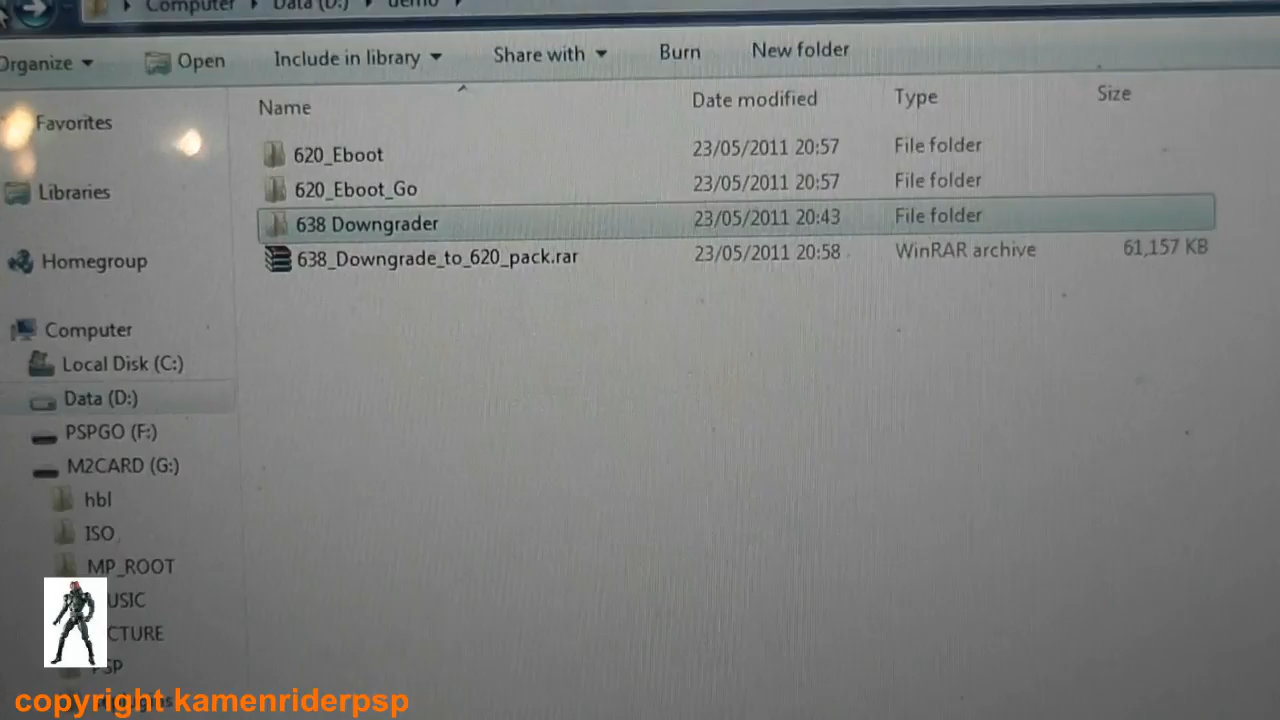 Computer Data (D:) demo
Organize Open Include in library Share with Burn New folder
Name Date modified Type Size
620_Eboot 23/05/2011 20:57 File folder
620_Eboot_Go 23/05/2011 20:57 File folder
638 Downgrader 23/05/2011 20:43 File folder
638_Downgrade_to_620_pack.rar 23/05/2011 20:58 WinRAR archive 61,157 KB
Favorites
Libraries
Homegroup
Computer
Local Disk (C:)
Data (D:)
PSPGO (F:)
M2CARD (G:)
hbl
ISO
MP_ROOT
USIC
CTURE
PSP
copyright kamenriderpsp